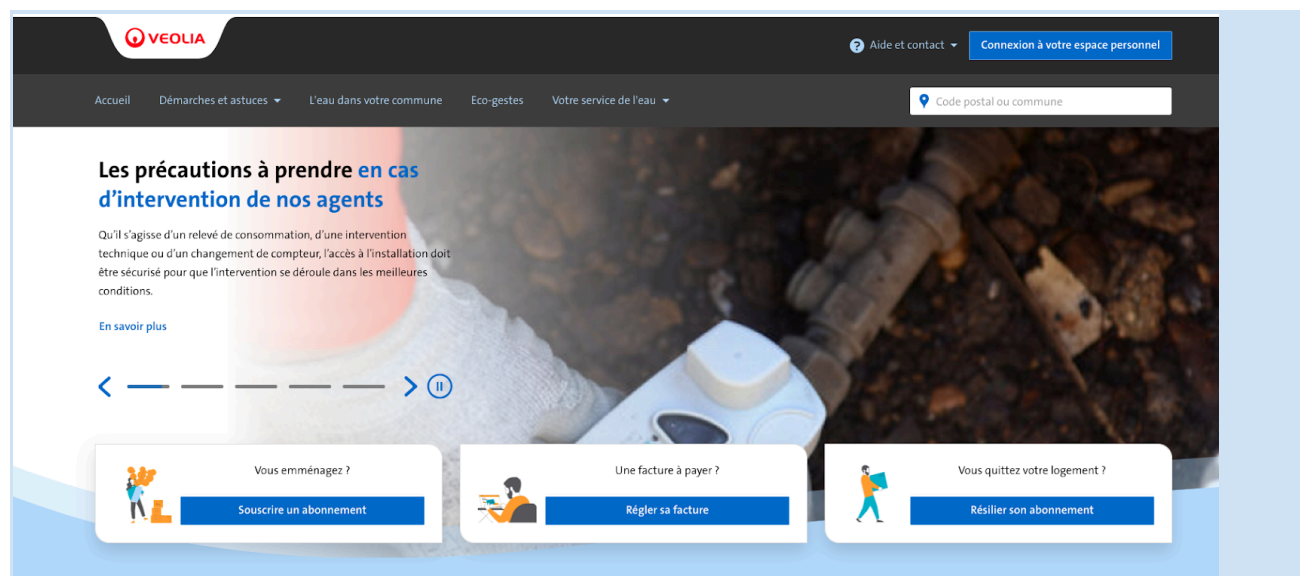 VEOLIA
Aide et contact
Connexion à votre espace personnel
Accueil
Démarches et astuces
L'eau dans votre commune
Eco-gestes
Votre service de l'eau
Code postal ou commune
Les précautions à prendre en cas
d’intervention de nos agents
Qu’il s’agisse d’un relevé de consommation, d’une intervention
technique ou d’un changement de compteur, l’accès à l’installation doit
être sécurisé pour que l’intervention se déroule dans les meilleures
conditions.
En savoir plus
Vous emménagez ?
Souscrire un abonnement
Une facture à payer ?
Régler sa facture
Vous quittez votre logement ?
Résilier son abonnement